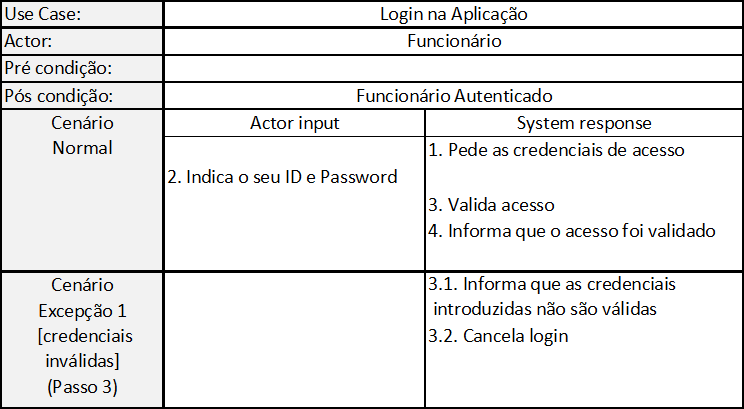 Use Case: Login na Aplicação
Actor: Funcionário
Pré condição:
Pós condição: Funcionário Autenticado
Cenário
Normal
Actor input
System response
1. Pede as credenciais de acesso
2. Indica o seu ID e Password
3. Valida acesso
4. Informa que o acesso foi validado
Cenário
Excepção 1
[credenciais
inválidas]
(Passo 3)
3.1. Informa que as credenciais
introduzidas não são válidas
3.2. Cancela login